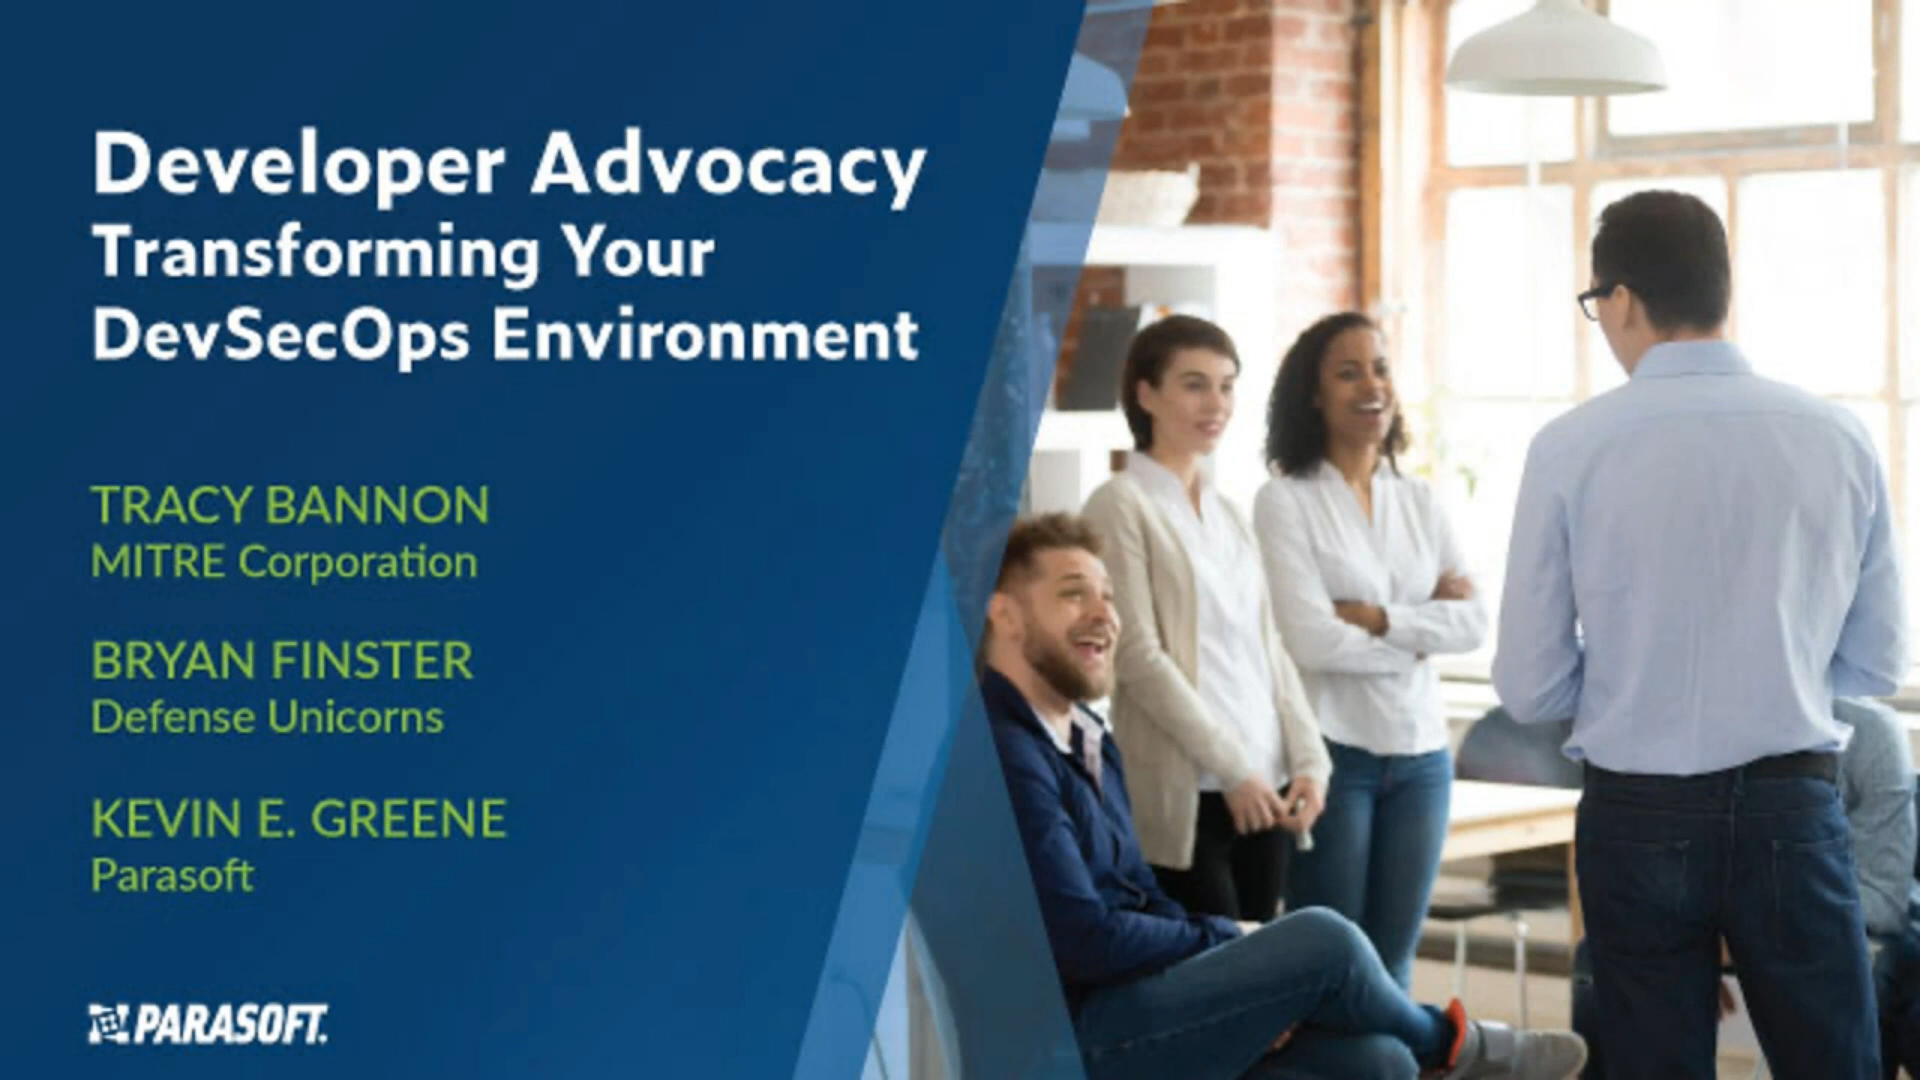 Developer Advocacy
Transforming Your
DevSecOps Environment
TRACY BANNON
MITRE Corporation
BRYAN FINSTER
Defense Unicorns
KEVIN E. GREENE
Parasoft
PARASOFT.